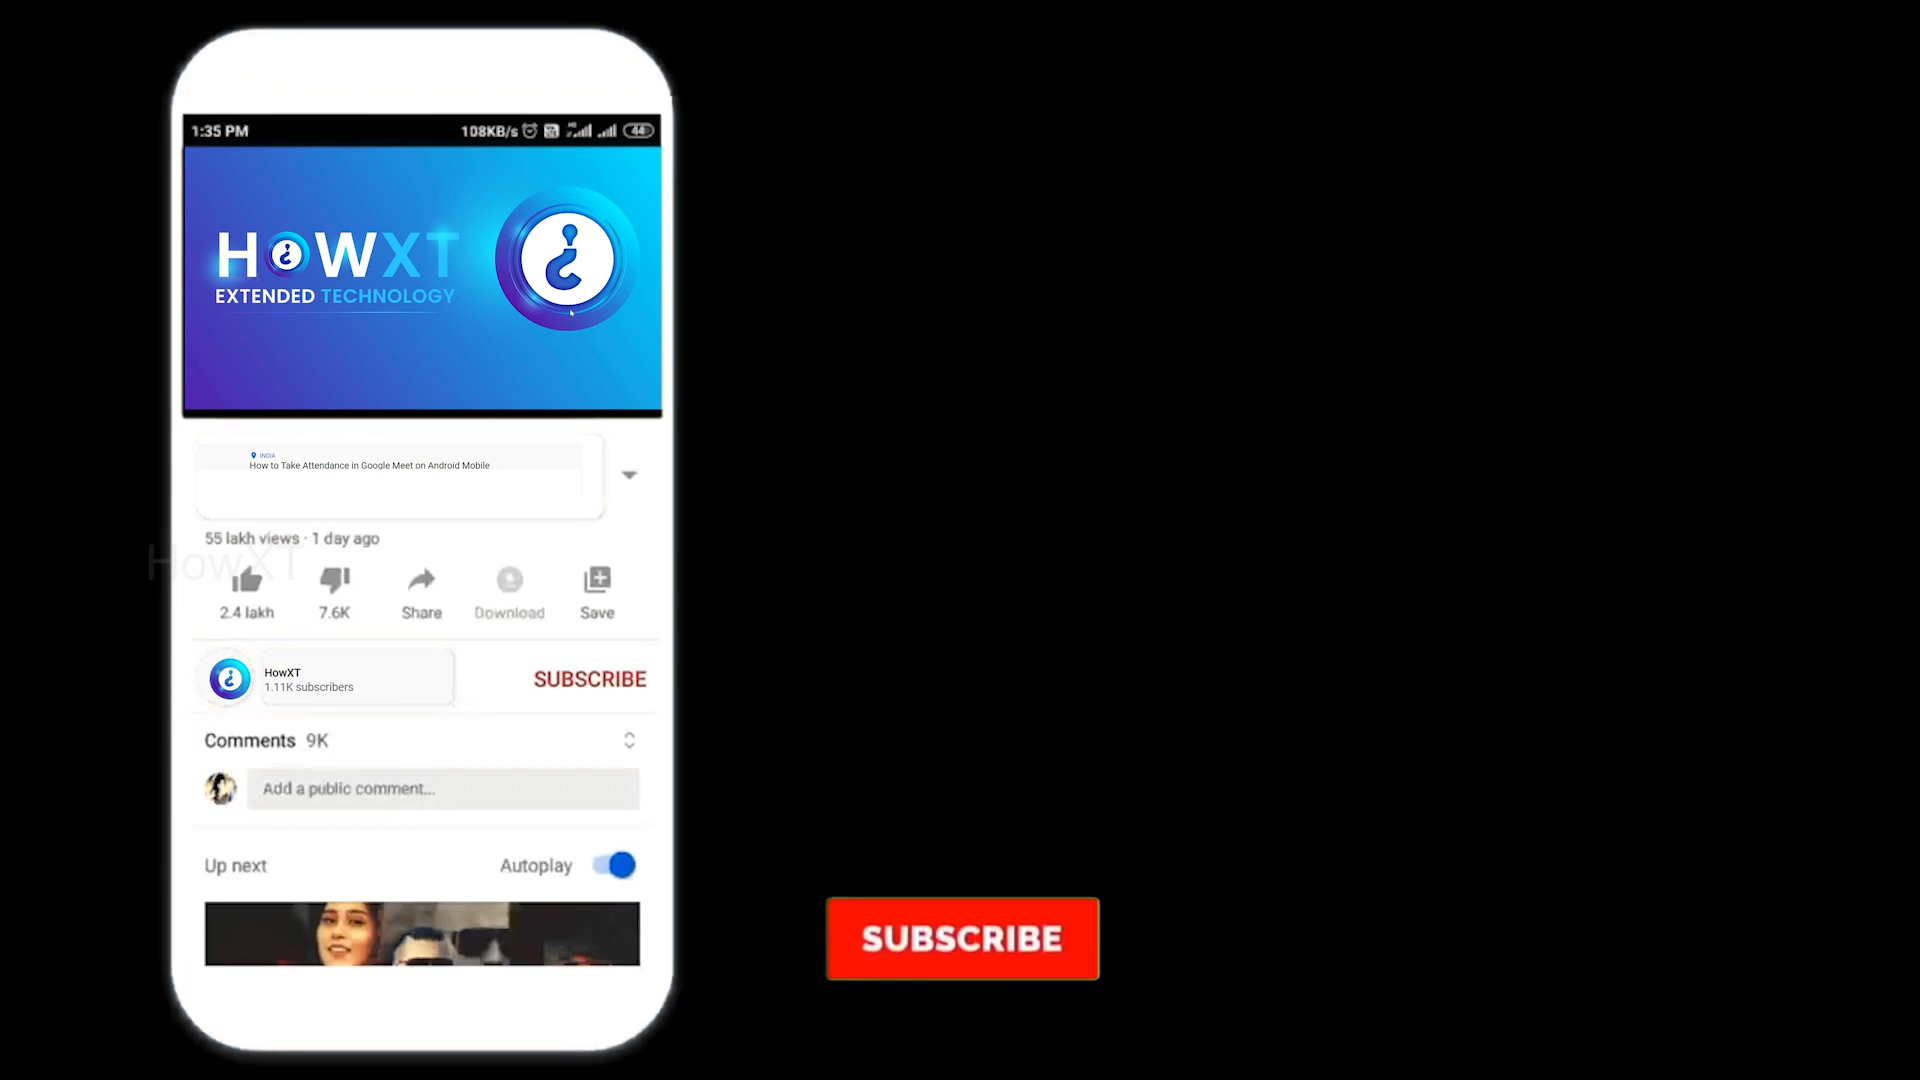 1:35 PM 108KB/s 44
HOWXT
EXTENDED TECHNOLOGY
INDIA
How to Take Attendance in Google Meet on Android Mobile
55 lakh views · 1 day ago
HowXT
2.4 lakh 7.6K Share Download Save
HowXT
1.11K subscribers
SUBSCRIBE
Comments 9K
Add a public comment...
Up next Autoplay
SUBSCRIBE